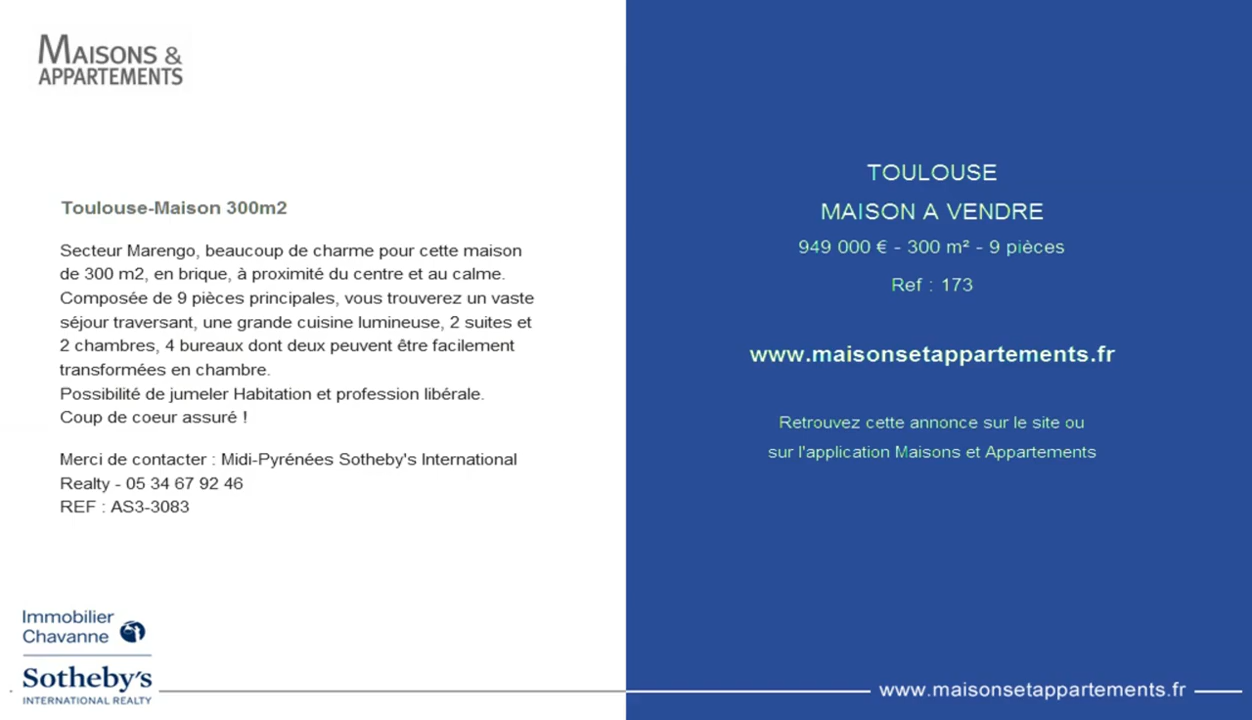 MAISONS &
APPARTEMENTS
Toulouse-Maison 300m2
Secteur Marengo, beaucoup de charme pour cette maison
de 300 m2, en brique, à proximité du centre et au calme.
Composée de 9 pièces principales, vous trouverez un vaste
séjour traversant, une grande cuisine lumineuse, 2 suites et
2 chambres, 4 bureaux dont deux peuvent être facilement
transformées en chambre.
Possibilité de jumeler Habitation et profession libérale.
Coup de coeur assuré !
Merci de contacter : Midi-Pyrénées Sotheby's International
Realty - 05 34 67 92 46
REF : AS3-3083
Immobilier
Chavanne
Sotheby's
INTERNATIONAL REALTY
TOULOUSE
MAISON A VENDRE
949 000 € - 300 m² - 9 pièces
Ref : 173
www.maisonsetappartements.fr
Retrouvez cette annonce sur le site ou
sur l'application Maisons et Appartements
www.maisonsetappartements.fr